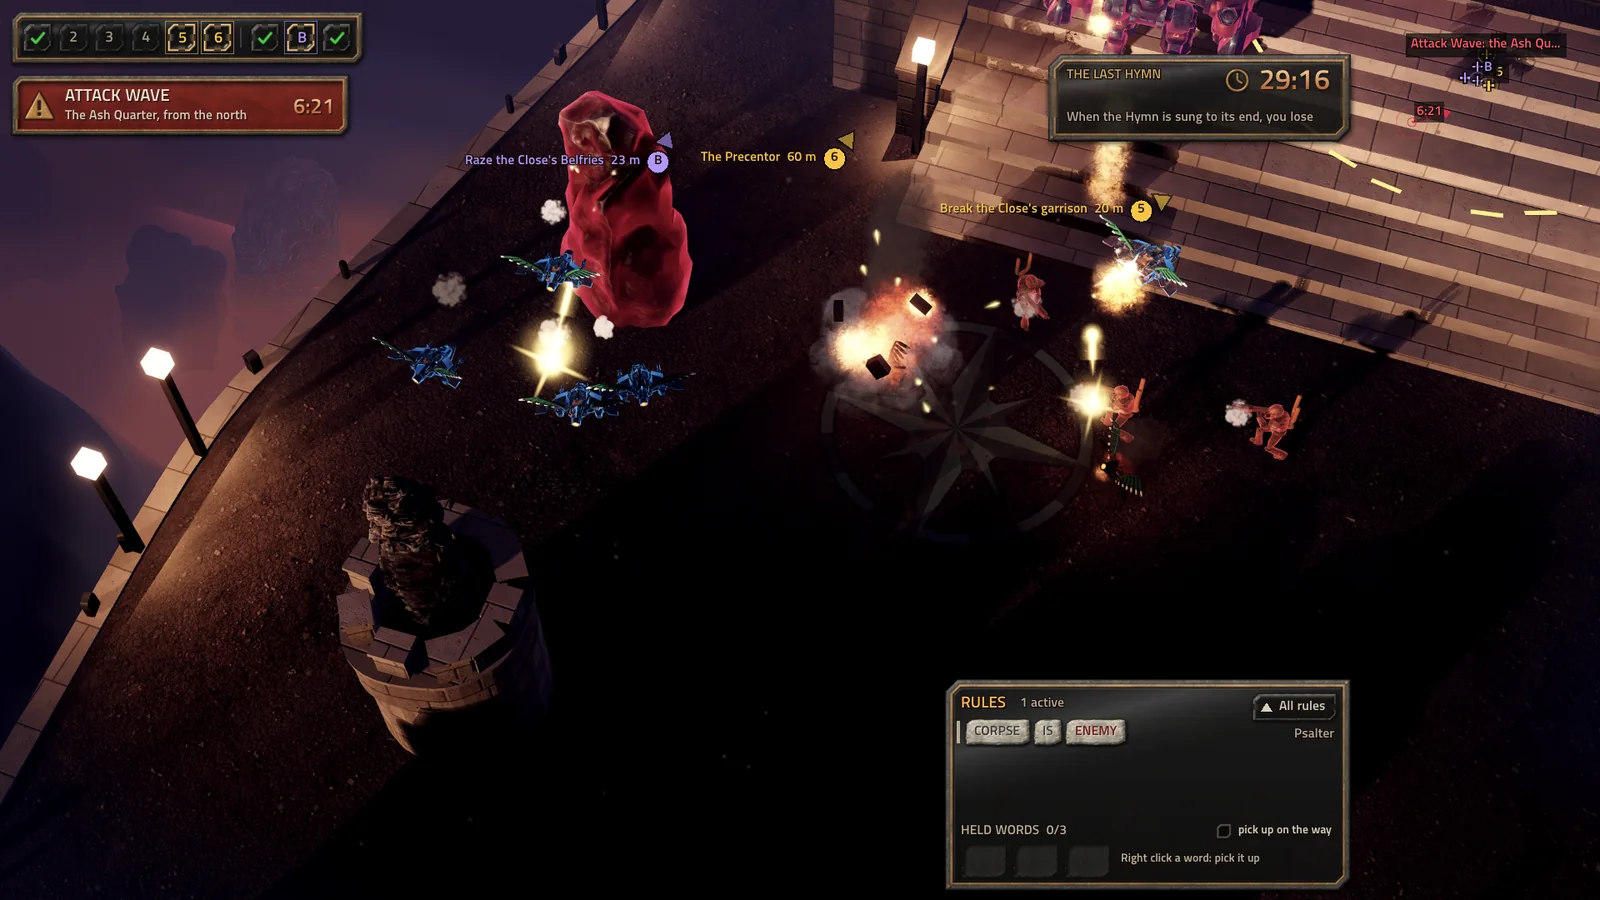 2 3 4 5 6 B
ATTACK WAVE
The Ash Quarter, from the north
6:21
THE LAST HYMN
29:16
When the Hymn is sung to its end, you lose
Attack Wave: the Ash Qu...
B
5
6:21
Raze the Close's Belfries 23 m B
The Precentor 60 m 6
Break the Close's garrison 20 m 5
RULES 1 active
All rules
CORPSE IS ENEMY
Psalter
HELD WORDS 0/3
pick up on the way
Right click a word: pick it up